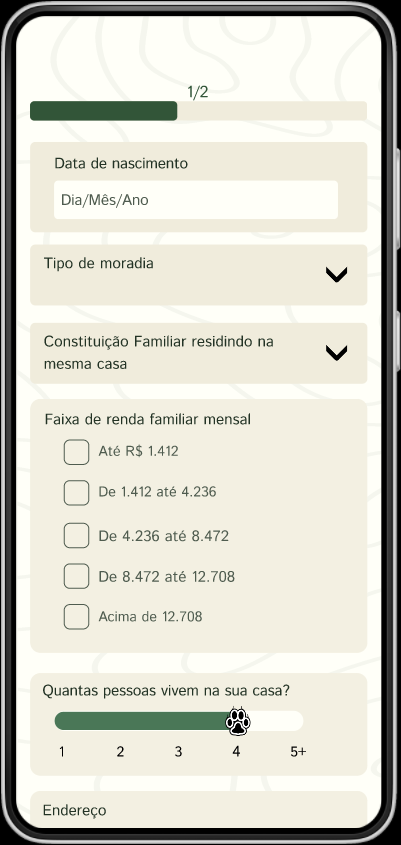 1/2
Data de nascimento
Dia/Mês/Ano
Tipo de moradia
Constituição Familiar residindo na
mesma casa
Faixa de renda familiar mensal
Até R$ 1.412
De 1.412 até 4.236
De 4.236 até 8.472
De 8.472 até 12.708
Acima de 12.708
Quantas pessoas vivem na sua casa?
1 2 3 4 5+
Endereço